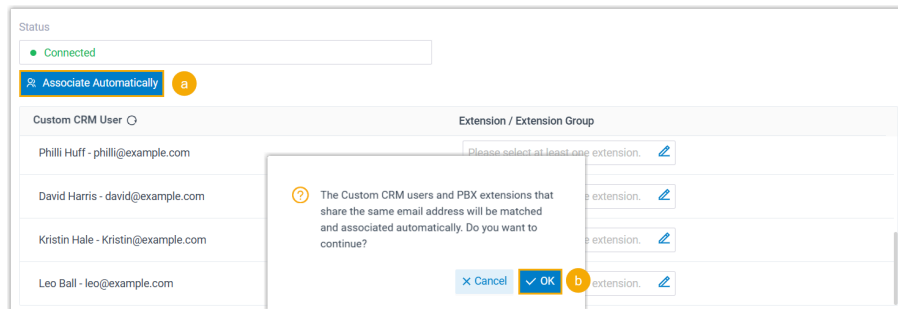 Status
Connected
Associate Automatically
a
Custom CRM User
Extension / Extension Group
Philli Huff - philli@example.com
Please select at least one extension.
David Harris - david@example.com
e extension.
Kristin Hale - Kristin@example.com
e extension.
Leo Ball - leo@example.com
extension.
The Custom CRM users and PBX extensions that
share the same email address will be matched
and associated automatically. Do you want to
continue?
Cancel
OK
b